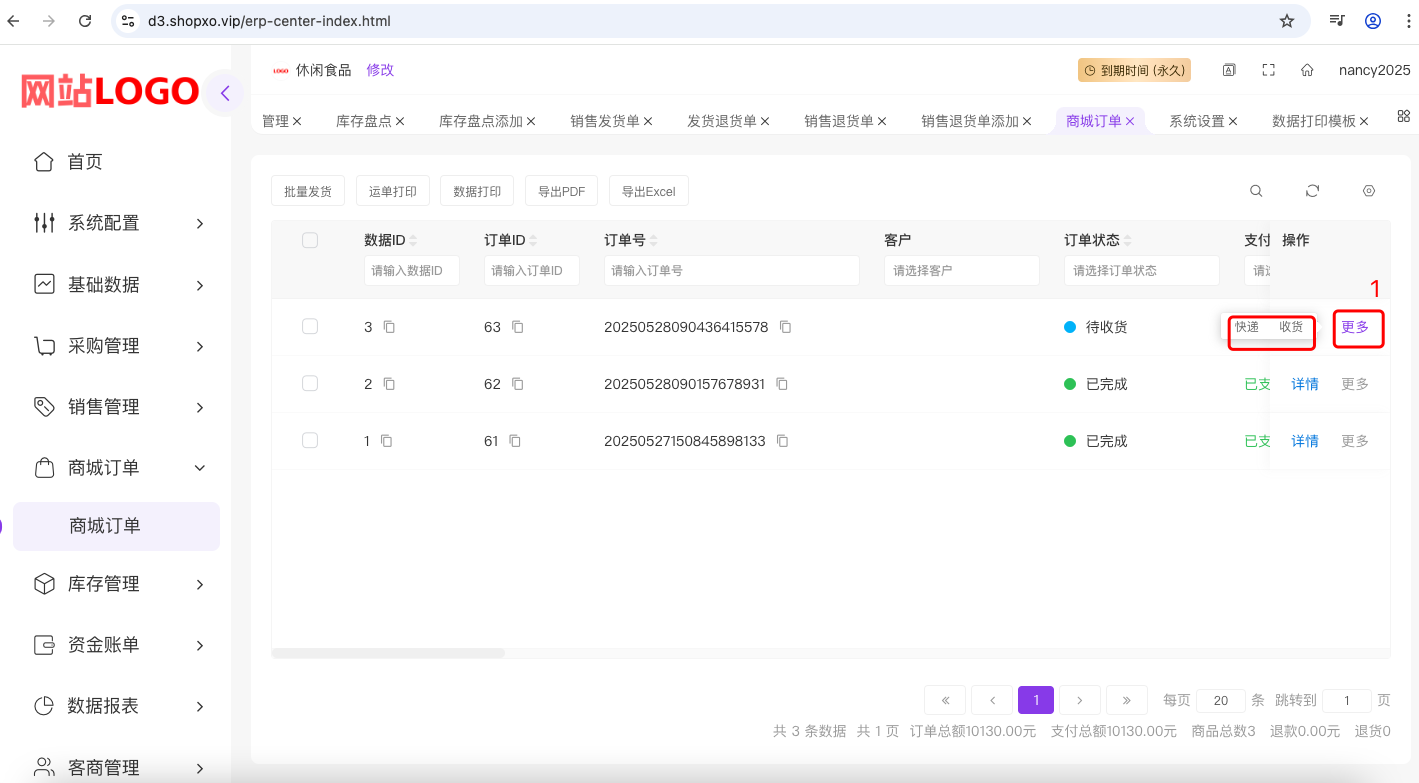 d3.shopxo.vip/erp-center-index.html
网站LOGO
LOGO 休闲食品 修改 到期时间 (永久) nancy2025
管理 库存盘点 库存盘点添加 销售发货单 发货退货单 销售退货单 销售退货单添加 商城订单 系统设置 数据打印模板
首页
系统配置
基础数据
采购管理
销售管理
商城订单
商城订单
库存管理
资金账单
数据报表
客商管理
批量发货 运单打印 数据打印 导出PDF 导出Excel
数据ID 订单ID 订单号 客户 订单状态 支付 操作
请输入数据ID 请输入订单ID 请输入订单号 请选择客户 请选择订单状态
1
3 63 20250528090436415578 待收货 快递 收货 更多
2 62 20250528090157678931 已完成 已支 详情 更多
1 61 20250527150845898133 已完成 已支 详情 更多
« ‹ 1 › » 每页 20 条 跳转到 1 页
共 3 条数据 共 1 页 订单总额10130.00元 支付总额10130.00元 商品总数3 退款0.00元 退货0